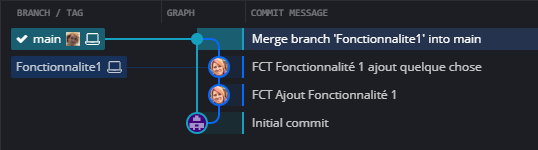 BRANCH / TAG GRAPH COMMIT MESSAGE
main Merge branch 'Fonctionnalite1' into main
Fonctionnalite1 FCT Fonctionnalité 1 ajout quelque chose
FCT Ajout Fonctionnalité 1
Initial commit